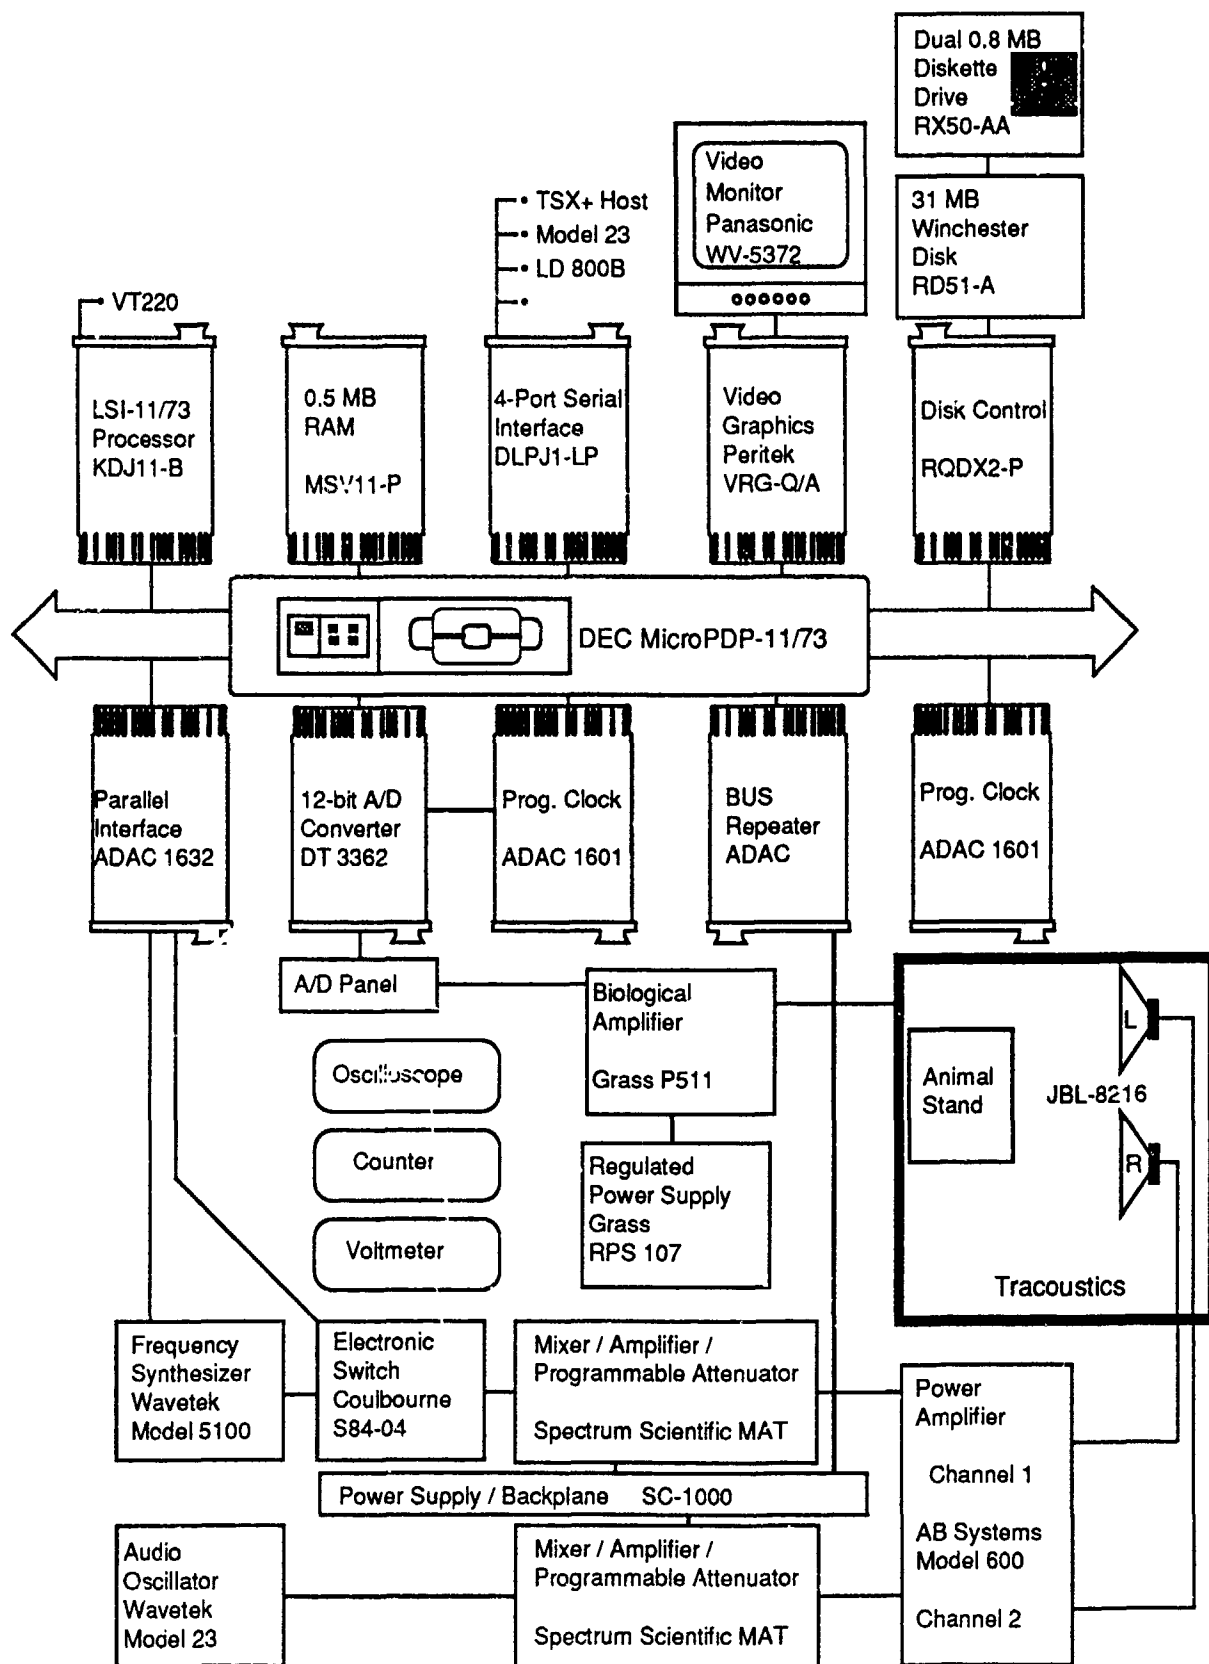 Dual 0.8 MB
Diskette
Drive
RX50-AA
Video
Monitor
Panasonic
WV-5372
31 MB
Winchester
Disk
RD51-A
TSX+ Host
Model 23
LD 800B
VT220
LSI-11/73
Processor
KDJ11-B
0.5 MB
RAM
MSV11-P
4-Port Serial
Interface
DLPJ1-LP
Video
Graphics
Peritek
VRG-Q/A
Disk Control
RQDX2-P
DEC MicroPDP-11/73
Parallel
Interface
ADAC 1632
12-bit A/D
Converter
DT 3362
Prog. Clock
ADAC 1601
BUS
Repeater
ADAC
Prog. Clock
ADAC 1601
A/D Panel
Biological
Amplifier
Grass P511
Oscilloscope
Counter
Voltmeter
Regulated
Power Supply
Grass
RPS 107
L
Animal
Stand
JBL-8216
R
Tracoustics
Frequency
Synthesizer
Wavetek
Model 5100
Electronic
Switch
Coulbourne
S84-04
Mixer / Amplifier /
Programmable Attenuator
Spectrum Scientific MAT
Power
Amplifier
Channel 1
AB Systems
Model 600
Channel 2
Power Supply / Backplane SC-1000
Audio
Oscillator
Wavetek
Model 23
Mixer / Amplifier /
Programmable Attenuator
Spectrum Scientific MAT